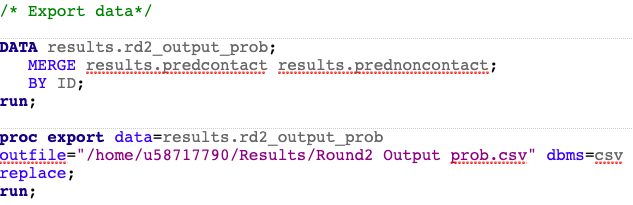 /* Export data*/
DATA results.rd2_output_prob;
MERGE results.predcontact results.prednoncontact;
BY ID;
run;
proc export data=results.rd2_output_prob
outfile="/home/u58717790/Results/Round2 Output prob.csv" dbms=csv
replace;
run;